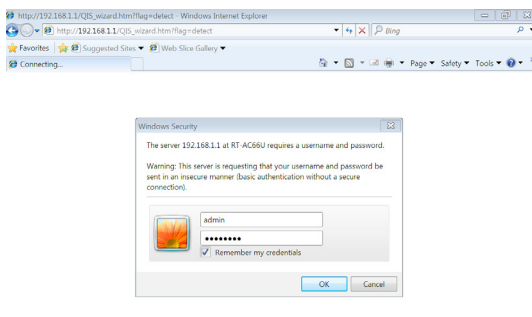 http://192.168.1.1/QIS_wizard.htm?flag=detect - Windows Internet Explorer
http://192.168.1.1/QIS_wizard.htm?flag=detect
Bing
Favorites Suggested Sites Web Slice Gallery
Connecting...
Page Safety Tools
Windows Security
The server 192.168.1.1 at RT-AC66U requires a username and password.
Warning: This server is requesting that your username and password be
sent in an insecure manner (basic authentication without a secure
connection).
admin
●●●●●●●●
Remember my credentials
OK Cancel